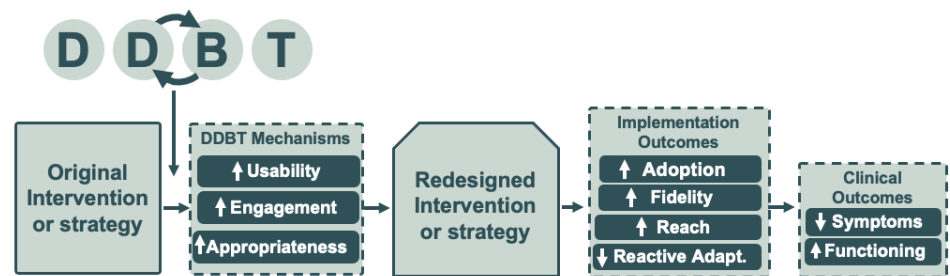 D D B T
Original
Intervention
or strategy
DDBT Mechanisms
Usability
Engagement
Appropriateness
Redesigned
Intervention
or strategy
Implementation
Outcomes
Adoption
Fidelity
Reach
Reactive Adapt.
Clinical
Outcomes
Symptoms
Functioning